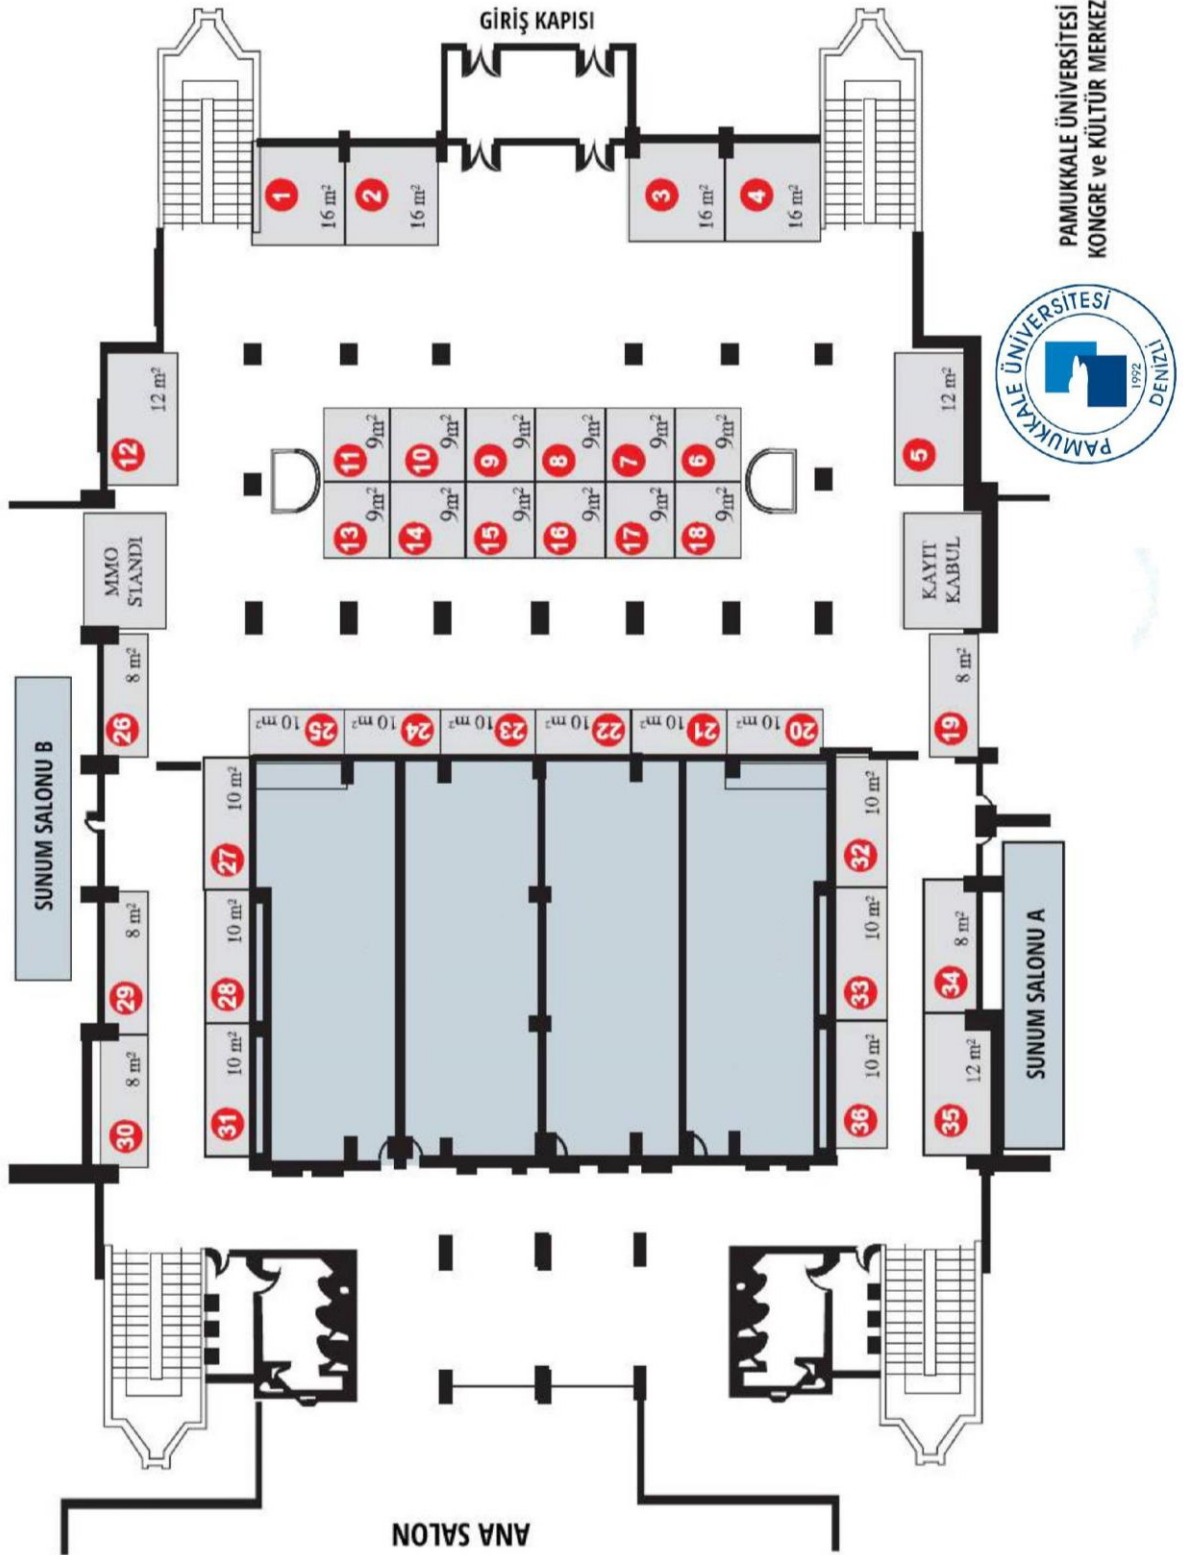 GİRİŞ KAPISI
PAMUKKALE ÜNİVERSİTESİ
KONGRE ve KÜLTÜR MERKEZ
PAMUKKALE ÜNİVERSİTESİ
1992
DENİZLİ
1
16 m²
2
16 m²
3
16 m²
4
16 m²
12
12 m²
5
12 m²
11
9m²
10
9m²
9
9m²
8
9m²
7
9m²
6
9m²
13
9m²
14
9m²
15
9m²
16
9m²
17
9m²
18
9m²
MMO
STANDI
KAYIT
KABUL
26
8 m²
19
8 m²
25
10 m²
24
10 m²
23
10 m²
22
10 m²
21
10 m²
20
10 m²
SUNUM SALONU B
27
10 m²
32
10 m²
29
8 m²
28
10 m²
33
10 m²
34
8 m²
30
8 m²
31
10 m²
36
10 m²
35
12 m²
SUNUM SALONU A
ANA SALON